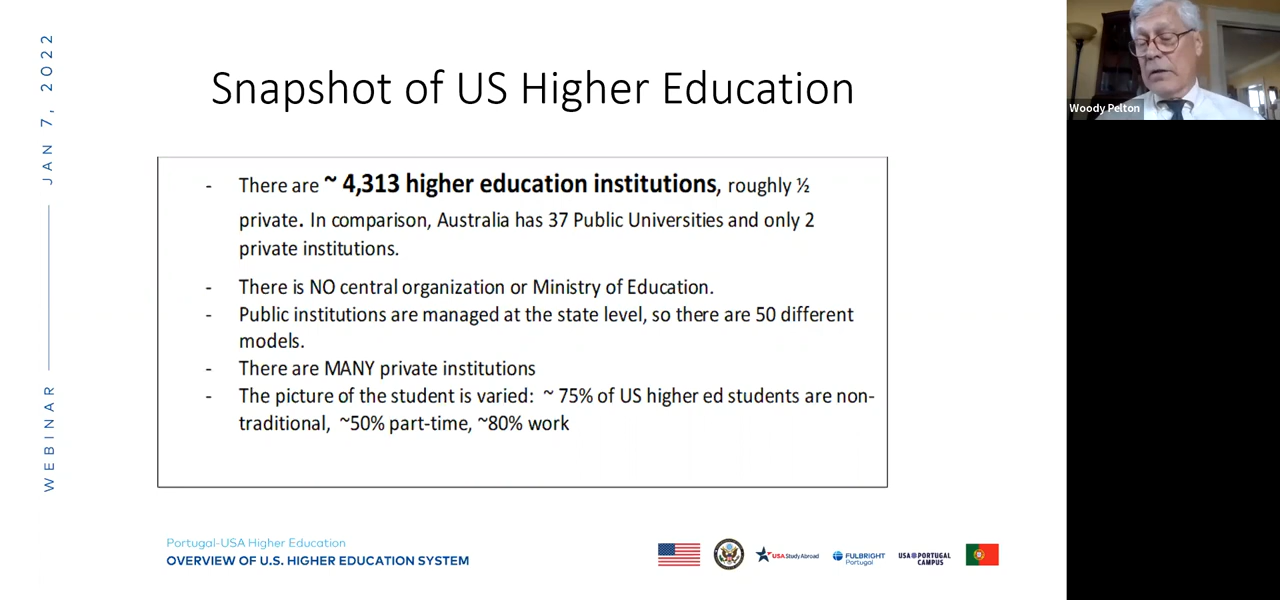 WEBINAR JAN 7, 2022
Snapshot of US Higher Education
- There are ~ 4,313 higher education institutions, roughly ½
private. In comparison, Australia has 37 Public Universities and only 2
private institutions.
- There is NO central organization or Ministry of Education.
- Public institutions are managed at the state level, so there are 50 different
models.
- There are MANY private institutions
- The picture of the student is varied: ~ 75% of US higher ed students are non-
traditional, ~50% part-time, ~80% work
Portugal-USA Higher Education
OVERVIEW OF U.S. HIGHER EDUCATION SYSTEM
USA Study Abroad
FULBRIGHT
Portugal
USA@PORTUGAL
CAMPUS
Woody Pelton